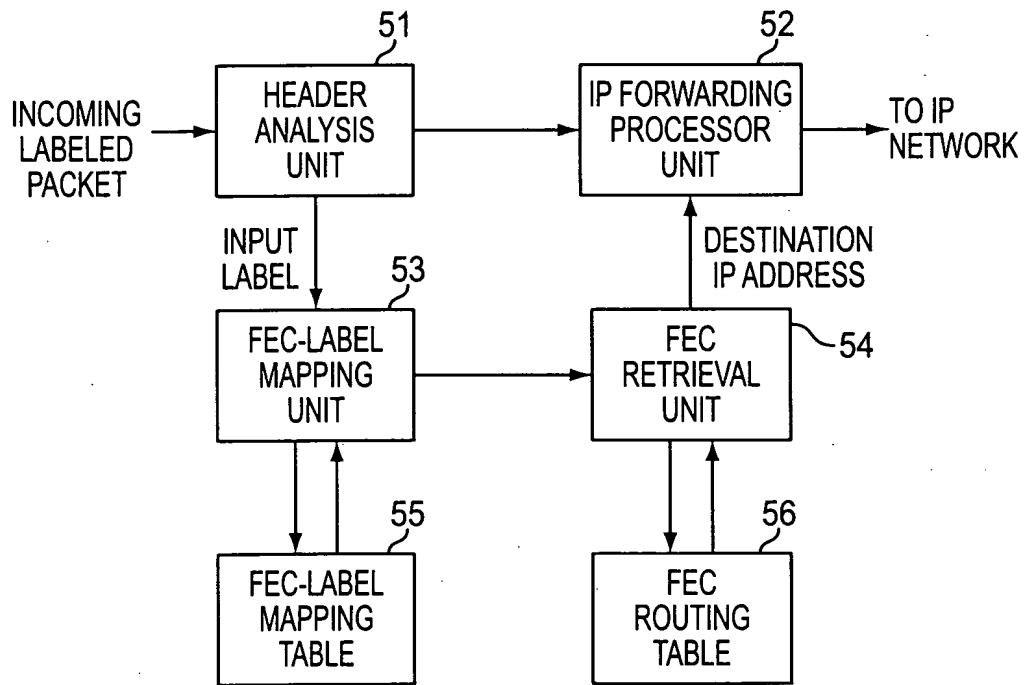 51
52
HEADER
ANALYSIS
UNIT
IP FORWARDING
PROCESSOR
UNIT
INCOMING
LABELED
PACKET
TO IP
NETWORK
INPUT
LABEL
DESTINATION
IP ADDRESS
53
54
FEC-LABEL
MAPPING
UNIT
FEC
RETRIEVAL
UNIT
55
56
FEC-LABEL
MAPPING
TABLE
FEC
ROUTING
TABLE